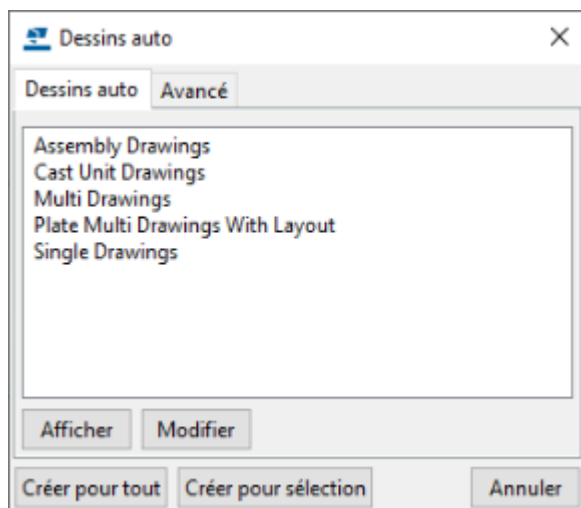 Dessins auto
Dessins auto Avancé
Assembly Drawings
Cast Unit Drawings
Multi Drawings
Plate Multi Drawings With Layout
Single Drawings
Afficher Modifier
Créer pour tout Créer pour sélection Annuler